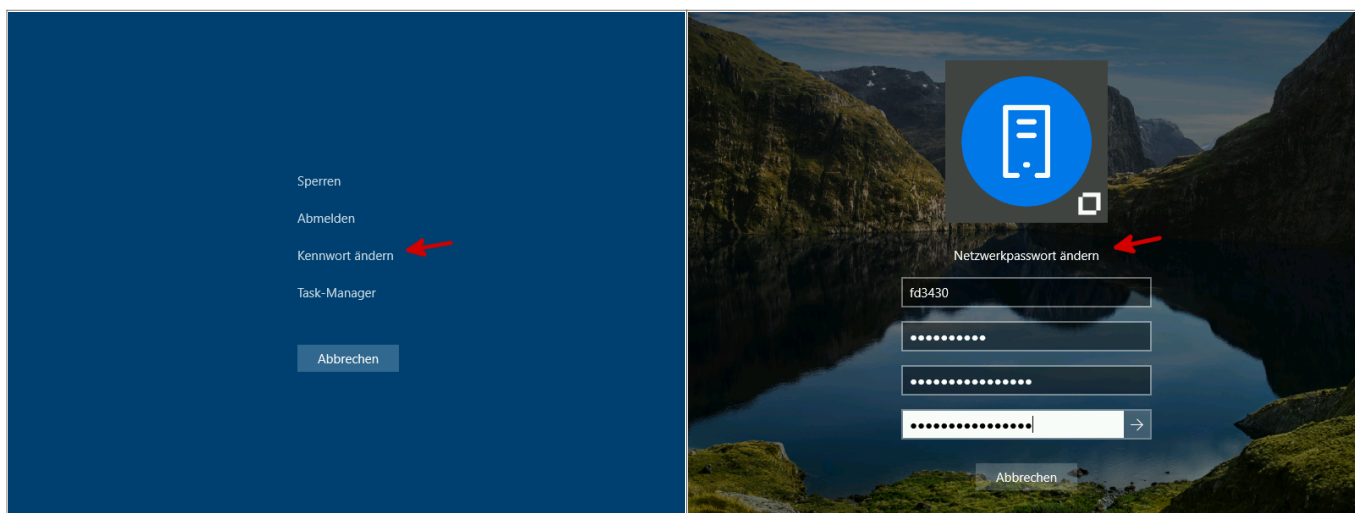 Sperren
Abmelden
Kennwort ändern
Task-Manager
Abbrechen
Netzwerkpasswort ändern
fd3430
Abbrechen